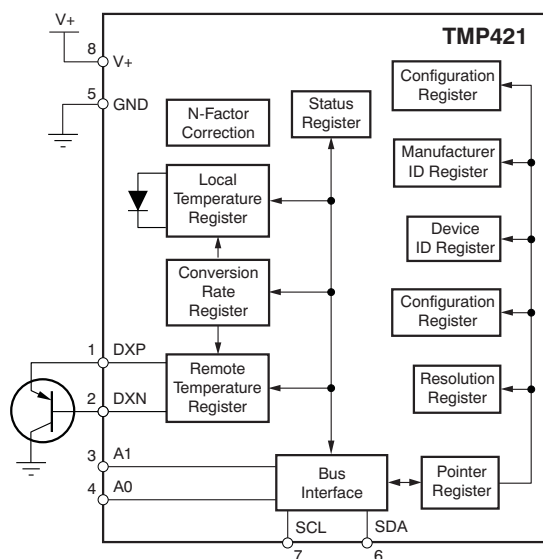 V+
TMP421
8
V+
5
GND
N-Factor
Correction
Status
Register
Configuration
Register
Local
Temperature
Register
Manufacturer
ID Register
Device
ID Register
Conversion
Rate
Register
Configuration
Register
1
DXP
Remote
Temperature
Register
Resolution
Register
2
DXN
3
A1
4
A0
Bus
Interface
Pointer
Register
SCL
SDA
7
6